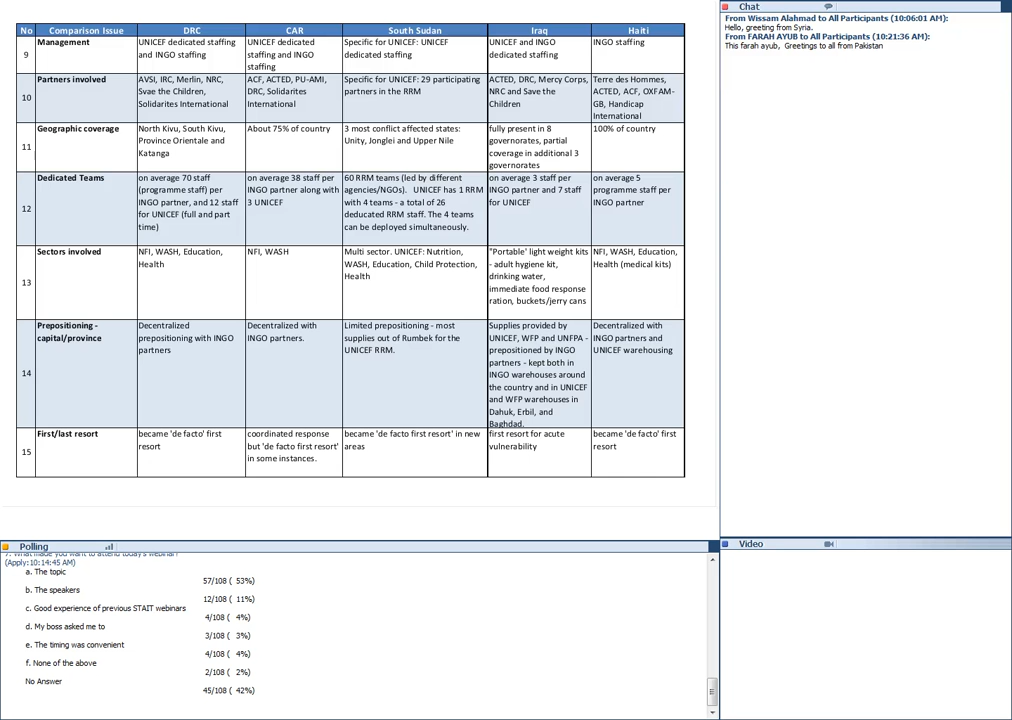 No Comparison Issue DRC CAR South Sudan Iraq Haiti
9
Management
UNICEF dedicated staffing
and INGO dedicated
staffing
UNICEF dedicated
staffing and INGO
staffing
Specific for UNICEF: UNICEF
dedicated staffing
UNICEF and INGO
dedicated staffing
INGO staffing
10
Partners involved
AVSI, IRC, Merlin, NRC,
Svae the Children,
Solidarites International
ACF, ACTED, PU-AMI,
DRC, Solidarites
International
Specific for UNICEF: 29 participating
partners in the RRM
ACTED, DRC, Mercy Corps,
NRC and Save the
Children
Terre des Hommes,
ACTED, ACF, OXFAM-
GB, Handicap
International
11
Geographic coverage
North Kivu, South Kivu,
Province Orientale and
Katanga
About 75% of country
3 most conflict affected states:
Unity, Jonglei and Upper Nile
fully present in 8
governorates, partial
coverage in additional 3
governorates
100% of country
12
Dedicated Teams
on average 70 staff
(programme staff) per
INGO partner, and 12 staff
for UNICEF (full and part
time)
on average 38 staff per
INGO partner along with
3 UNICEF
60 RRM teams (led by different
agencies/NGOs). UNICEF has 1 RRM
with 4 teams - a total of 26
deducated RRM staff. The 4 teams
can be deployed simultaneously.
on average 3 staff per
INGO partner and 7 staff
for UNICEF
on average 5
programme staff per
INGO partner
13
Sectors involved
NFI, WASH, Education,
Health
NFI, WASH
Multi sector. UNICEF: Nutrition,
WASH, Education, Child Protection,
Health
"Portable' light weight kits
- adult hygiene kit,
drinking water,
immediate food response
ration, buckets/jerry cans
NFI, WASH, Education,
Health (medical kits)
14
Prepositioning -
capital/province
Decentralized
prepositioning with INGO
partners
Decentralized with
INGO partners.
Limited prepositioning - most
supplies out of Rumbek for the
UNICEF RRM.
Supplies provided by
UNICEF, WFP and UNFPA -
prepositioned by INGO
partners - kept both in
INGO warehouses around
the country and in UNICEF
and WFP warehouses in
Dahuk, Erbil, and
Baghdad.
Decentralized with
INGO partners and
UNICEF warehousing
15
First/last resort
became 'de facto' first
resort
coordinated response
but 'de facto first resort'
in some instances.
became 'de facto first resort' in new
areas
first resort for acute
vulnerability
became 'de facto' first
resort
Chat
From Wissam Alahmad to All Participants (10:06:01 AM):
Hello, greeting from Syria.
From FARAH AYUB to All Participants (10:21:36 AM):
This farah ayub, Greetings to all from Pakistan
Polling
7. What made you want to attend today's webinar?
(Apply:10:14:45 AM)
a. The topic
57/108 ( 53%)
b. The speakers
12/108 ( 11%)
c. Good experience of previous STAIT webinars
4/108 ( 4%)
d. My boss asked me to
3/108 ( 3%)
e. The timing was convenient
4/108 ( 4%)
f. None of the above
2/108 ( 2%)
No Answer
45/108 ( 42%)
Video